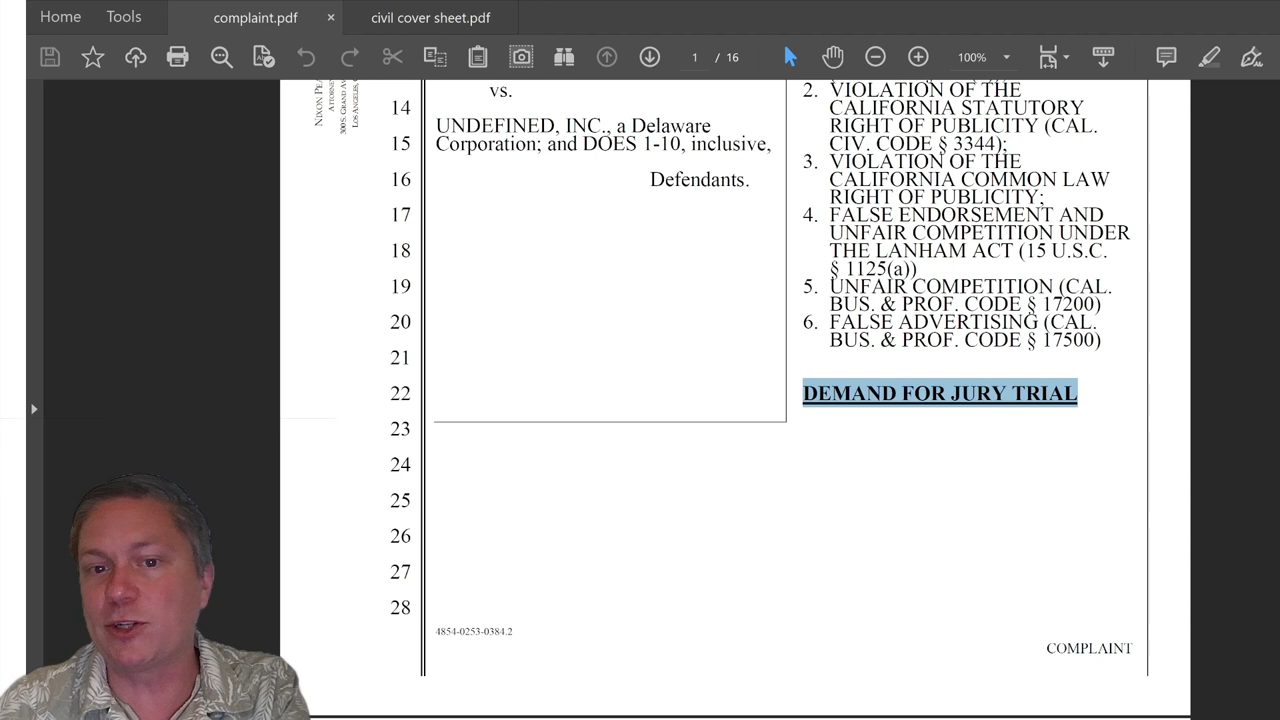 Home Tools complaint.pdf × civil cover sheet.pdf
1 / 16 100%
vs.
14
UNDEFINED, INC., a Delaware
15 Corporation; and DOES 1-10, inclusive,
16 Defendants.
17
18
19
20
21
22
23
24
25
26
27
28
2. VIOLATION OF THE
CALIFORNIA STATUTORY
RIGHT OF PUBLICITY (CAL.
CIV. CODE § 3344);
3. VIOLATION OF THE
CALIFORNIA COMMON LAW
RIGHT OF PUBLICITY;
4. FALSE ENDORSEMENT AND
UNFAIR COMPETITION UNDER
THE LANHAM ACT (15 U.S.C.
§ 1125(a))
5. UNFAIR COMPETITION (CAL.
BUS. & PROF. CODE § 17200)
6. FALSE ADVERTISING (CAL.
BUS. & PROF. CODE § 17500)
DEMAND FOR JURY TRIAL
4854-0253-0384.2
COMPLAINT